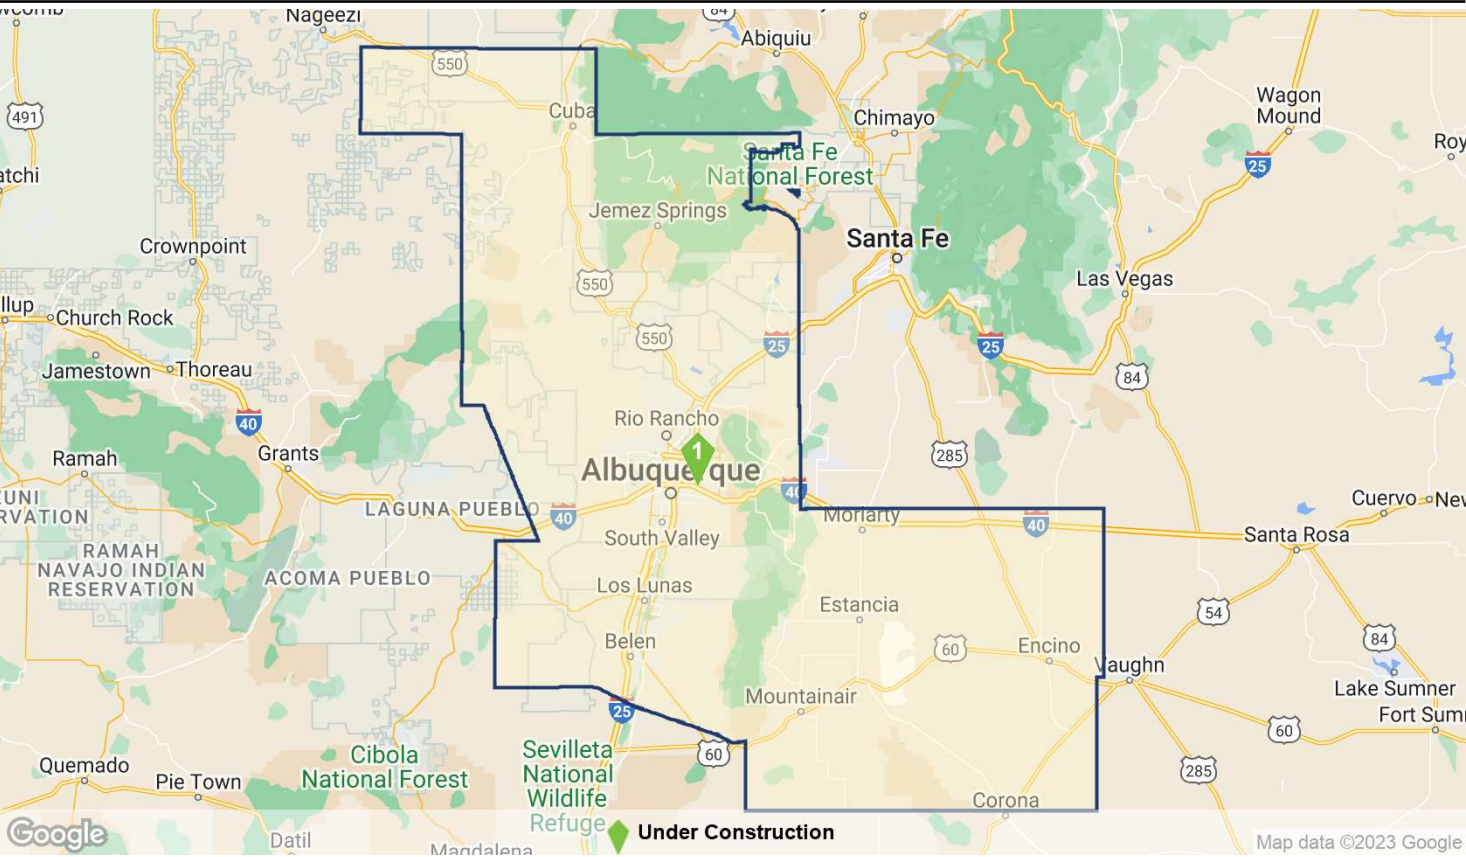 Nageezi
84
Abiquiu
550
491
Cuba
Chimayo
Wagon
Mound
25
Roy
Santa Fe
National Forest
Jemez Springs
Crownpoint
Santa Fe
550
Las Vegas
Church Rock
550
25
25
Jamestown
Thoreau
84
40
Rio Rancho
1
Ramah
Grants
Albuquerque
285
40
LAGUNA PUEBLO
40
Moriarty
40
Cuervo
New
RAMAH
NAVAJO INDIAN
RESERVATION
ACOMA PUEBLO
South Valley
Santa Rosa
Los Lunas
Estancia
54
Belen
60
Encino
84
Vaughn
Lake Sumner
Mountainair
25
Fort Sum
60
Cibola
National Forest
Sevilleta
National
Wildlife
Refuge
60
Quemado
Pie Town
285
Corona
Google
Datil
Magdalena
Under Construction
Map data ©2023 Google